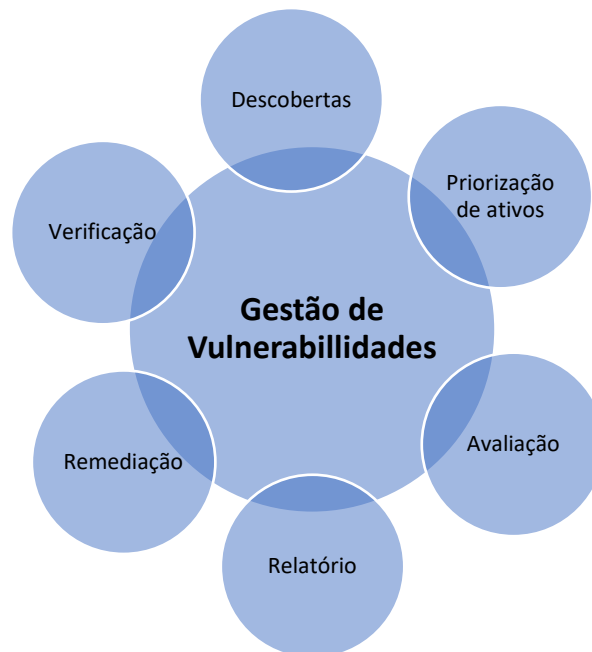 Descobertas
Priorização
de ativos
Verificação
Gestão de
Vulnerabillidades
Avaliação
Remediação
Relatório